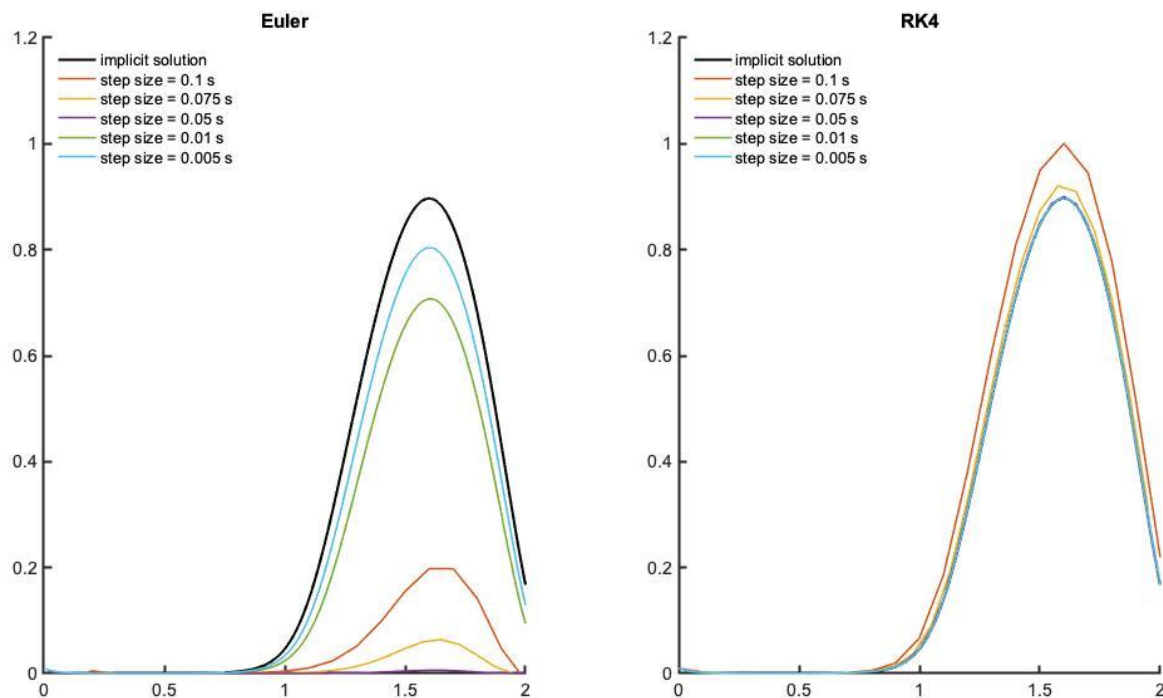 Euler
1.2
1
0.8
0.6
0.4
0.2
0
implicit solution
step size = 0.1 s
step size = 0.075 s
step size = 0.05 s
step size = 0.01 s
step size = 0.005 s
0 0.5 1 1.5 2
RK4
1.2
1
0.8
0.6
0.4
0.2
0
implicit solution
step size = 0.1 s
step size = 0.075 s
step size = 0.05 s
step size = 0.01 s
step size = 0.005 s
0 0.5 1 1.5 2